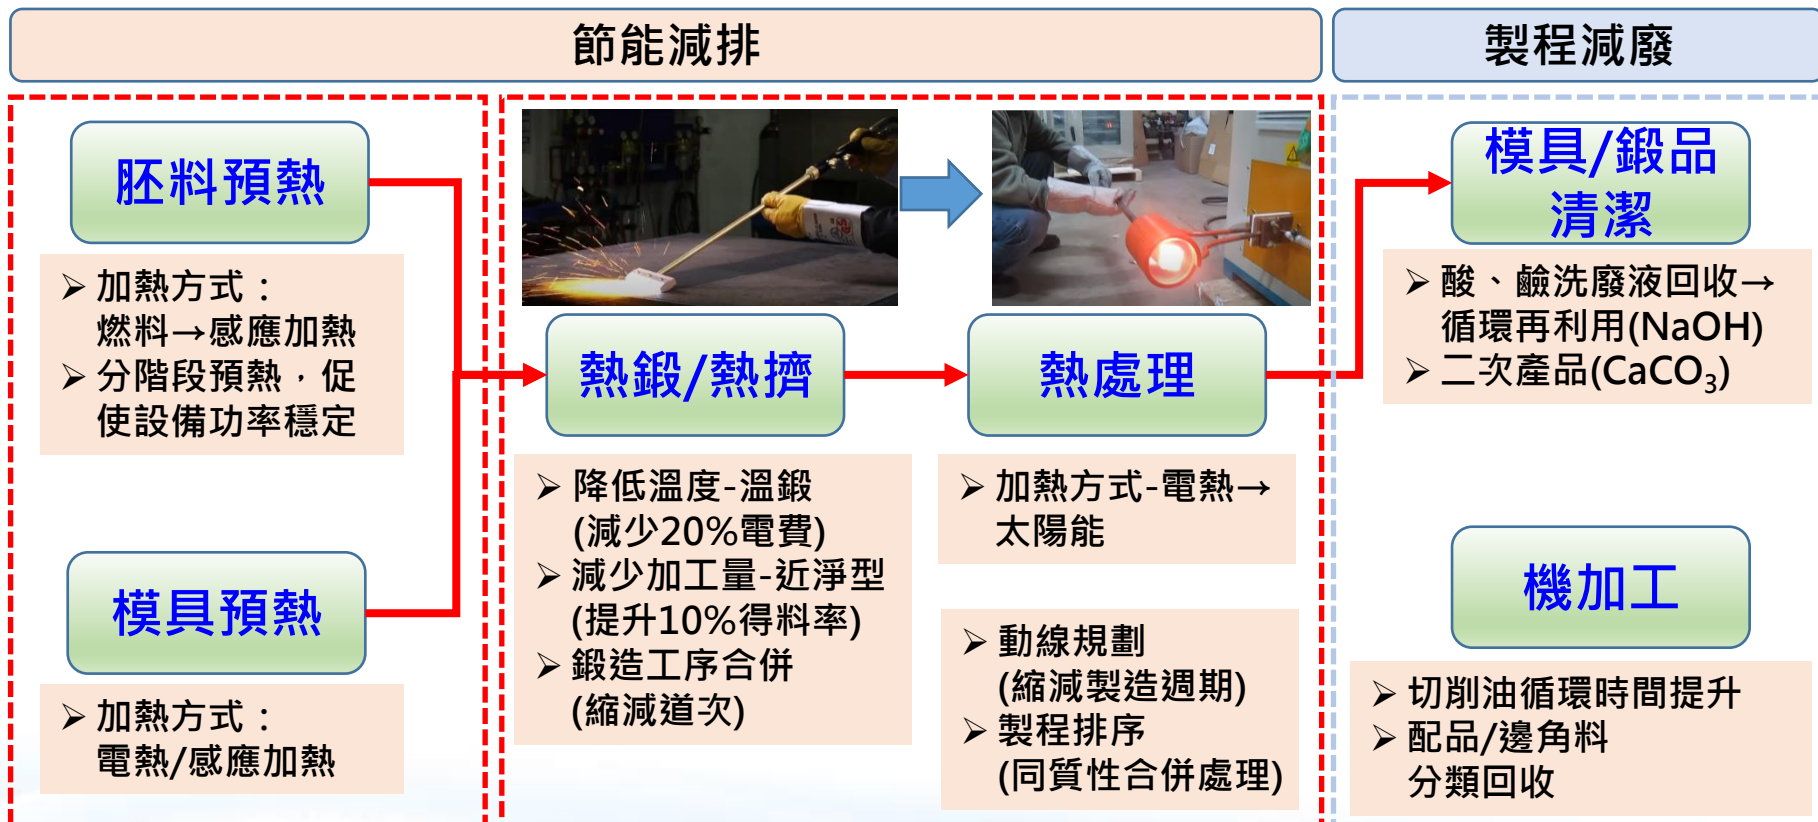 節能減排
製程減廢
胚料預熱
➢ 加熱方式：
燃料→感應加熱
➢ 分階段預熱，促
使設備功率穩定
模具預熱
➢ 加熱方式：
電熱/感應加熱
熱鍛/熱擠
➢ 降低溫度-溫鍛
(減少20%電費)
➢ 減少加工量-近淨型
(提升10%得料率)
➢ 鍛造工序合併
(縮減道次)
熱處理
➢ 加熱方式-電熱→
太陽能
➢ 動線規劃
(縮減製造週期)
➢ 製程排序
(同質性合併處理)
模具/鍛品
清潔
➢ 酸、鹼洗廢液回收→
循環再利用(NaOH)
➢ 二次產品(CaCO₃)
機加工
➢ 切削油循環時間提升
➢ 配品/邊角料
分類回收